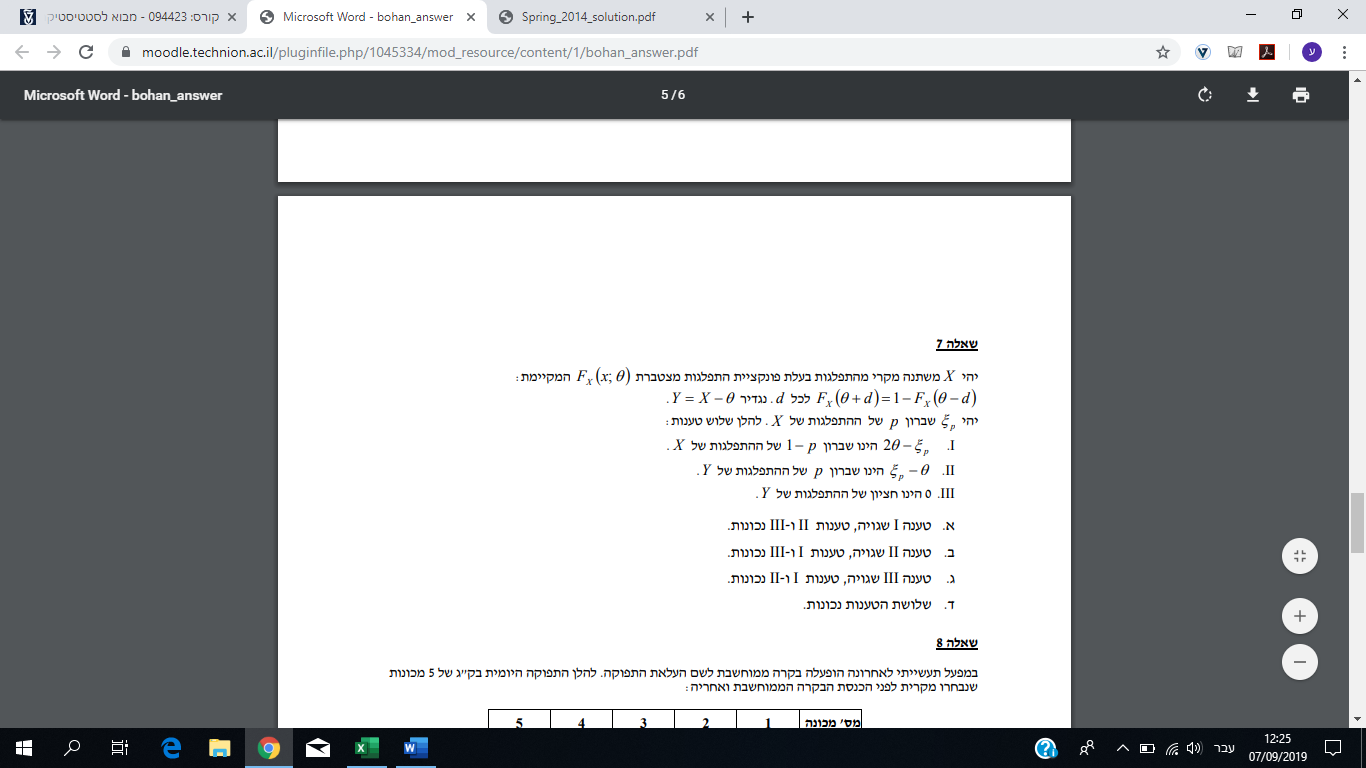 קורס: 094423 - מבוא לסטטיסטיק
Microsoft Word - bohan_answer
Spring_2014_solution.pdf
moodle.technion.ac.il/pluginfile.php/1045334/mod_resource/content/1/bohan_answer.pdf
ע
Microsoft Word - bohan_answer
5 / 6
שאלה 7
יהי X משתנה מקרי מהתפלגות בעלת פונקציית התפלגות מצטברת F_X(x; θ) המקיימת:
F_X(θ + d) = 1 − F_X(θ − d) לכל d. נגדיר Y = X − θ.
יהי ξ_p שברון p של ההתפלגות של X. להלן שלוש טענות:
I. 2θ − ξ_p הינו שברון 1 − p של ההתפלגות של X.
II. ξ_p − θ הינו שברון p של ההתפלגות של Y.
III. 0 הינו חציון של ההתפלגות של Y.
א. טענה I שגויה, טענות II ו-III נכונות.
ב. טענה II שגויה, טענות I ו-III נכונות.
ג. טענה III שגויה, טענות I ו-II נכונות.
ד. שלושת הטענות נכונות.
שאלה 8
במפעל תעשייתי לאחרונה הופעלה בקרה ממוחשבת לשם העלאת התפוקה. להלן התפוקה היומית בק״ג של 5 מכונות
שנבחרו מקרית לפני הכנסת הבקרה הממוחשבת ואחריה:
מס׳ מכונה 1 2 3 4 5
עבר
12:25
07/09/2019